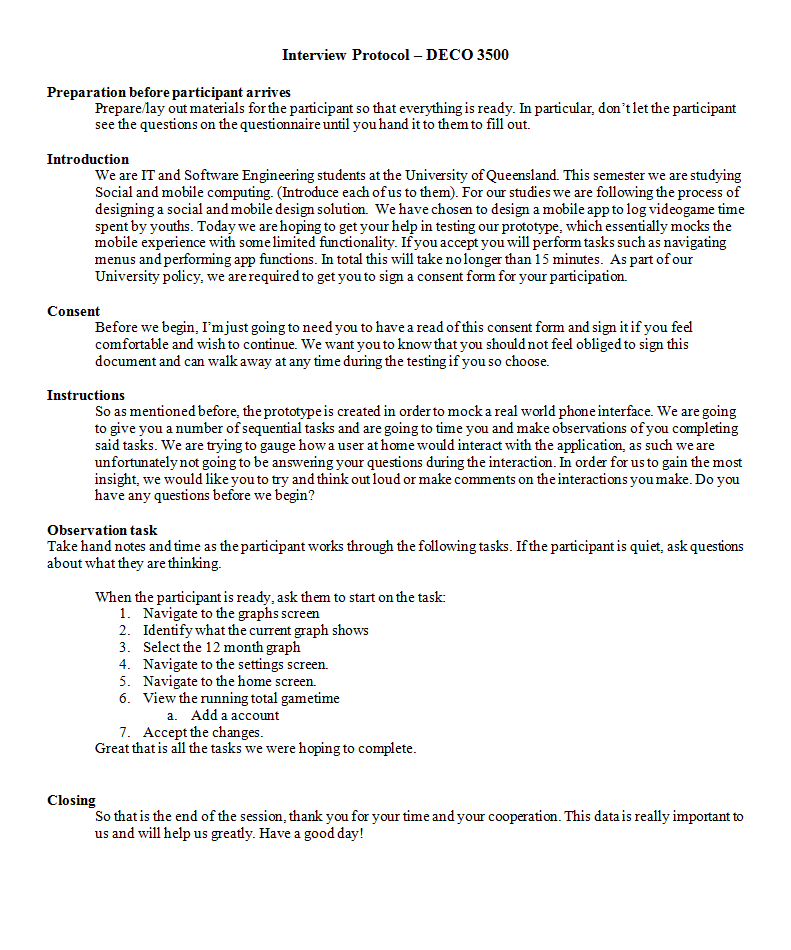 Interview Protocol – DECO 3500
Preparation before participant arrives
Prepare/lay out materials for the participant so that everything is ready. In particular, don't let the participant
see the questions on the questionnaire until you hand it to them to fill out.
Introduction
We are IT and Software Engineering students at the University of Queensland. This semester we are studying
Social and mobile computing. (Introduce each of us to them). For our studies we are following the process of
designing a social and mobile design solution.  We have chosen to design a mobile app to log videogame time
spent by youths. Today we are hoping to get your help in testing our prototype, which essentially mocks the
mobile experience with some limited functionality. If you accept you will perform tasks such as navigating
menus and performing app functions. In total this will take no longer than 15 minutes.  As part of our
University policy, we are required to get you to sign a consent form for your participation.
Consent
Before we begin, I'm just going to need you to have a read of this consent form and sign it if you feel
comfortable and wish to continue. We want you to know that you should not feel obliged to sign this
document and can walk away at any time during the testing if you so choose.
Instructions
So as mentioned before, the prototype is created in order to mock a real world phone interface. We are going
to give you a number of sequential tasks and are going to time you and make observations of you completing
said tasks. We are trying to gauge how a user at home would interact with the application, as such we are
unfortunately not going to be answering your questions during the interaction. In order for us to gain the most
insight, we would like you to try and think out loud or make comments on the interactions you make. Do you
have any questions before we begin?
Observation task
Take hand notes and time as the participant works through the following tasks. If the participant is quiet, ask questions
about what they are thinking.
When the participant is ready, ask them to start on the task:
1. Navigate to the graphs screen
2. Identify what the current graph shows
3. Select the 12 month graph
4. Navigate to the settings screen.
5. Navigate to the home screen.
6. View the running total gametime
a. Add a account
7. Accept the changes.
Great that is all the tasks we were hoping to complete.
Closing
So that is the end of the session, thank you for your time and your cooperation. This data is really important to
us and will help us greatly. Have a good day!